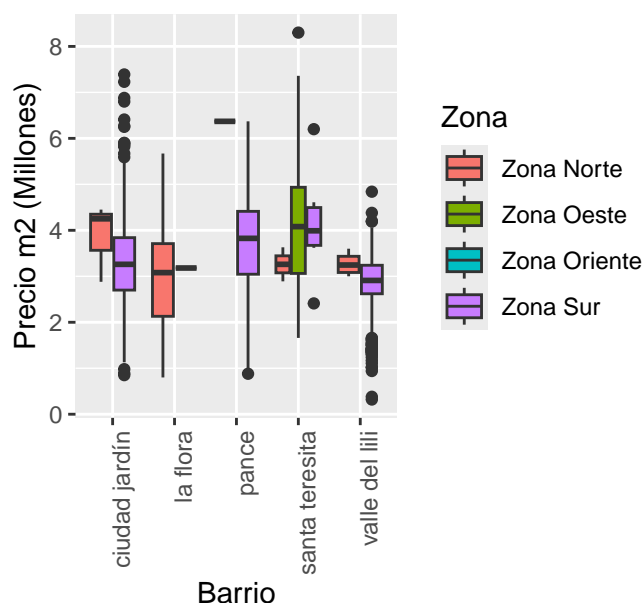 Precio m2 (Millones)
8
6
4
2
0
ciudad jardín
la flora
pance
santa teresita
valle del lili
Barrio
Zona
Zona Norte
Zona Oeste
Zona Oriente
Zona Sur